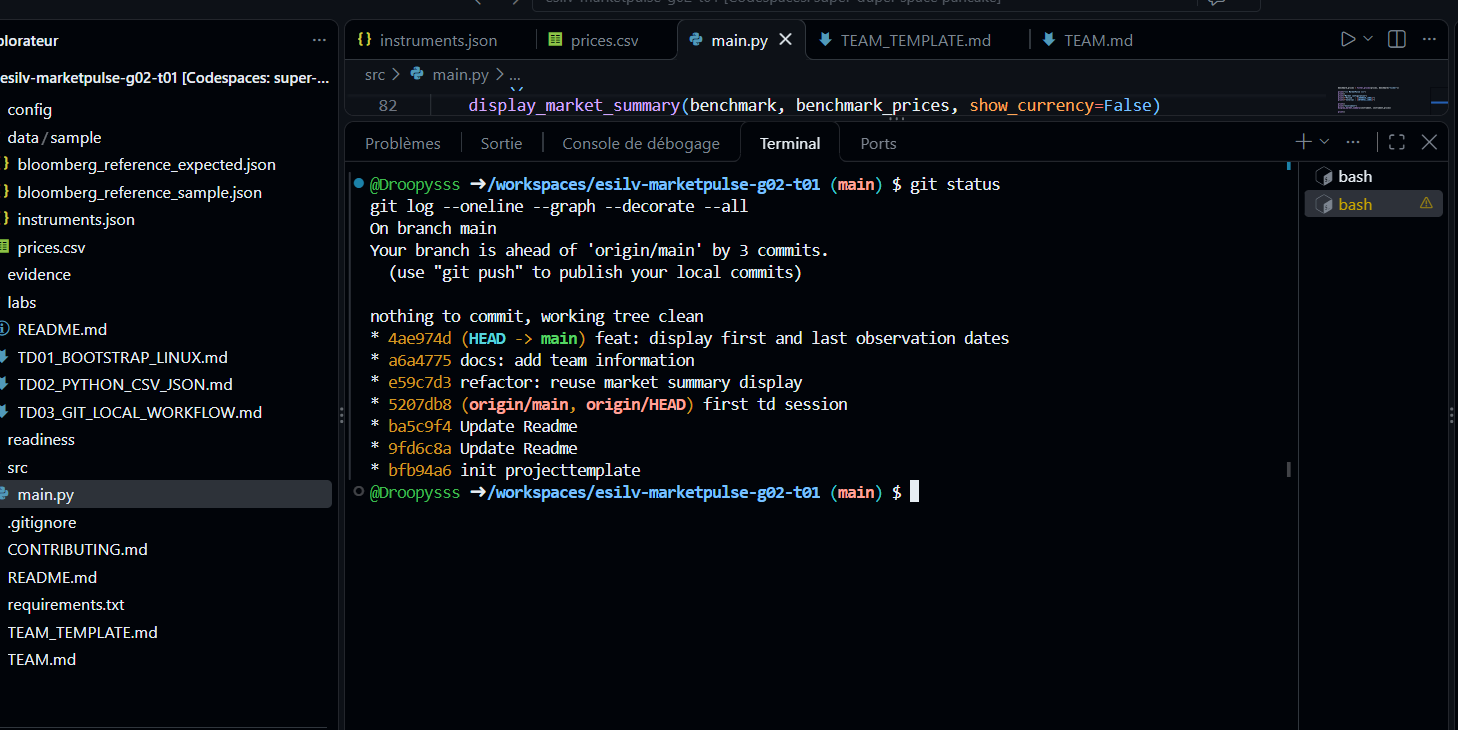 plorateur
esilv-marketpulse-g02-t01 [Codespaces: super-...
config
data / sample
bloomberg_reference_expected.json
bloomberg_reference_sample.json
instruments.json
prices.csv
evidence
labs
README.md
TD01_BOOTSTRAP_LINUX.md
TD02_PYTHON_CSV_JSON.md
TD03_GIT_LOCAL_WORKFLOW.md
readiness
src
main.py
.gitignore
CONTRIBUTING.md
README.md
requirements.txt
TEAM_TEMPLATE.md
TEAM.md
{} instruments.json
prices.csv
main.py
TEAM_TEMPLATE.md
TEAM.md
src > main.py > ...
82 display_market_summary(benchmark, benchmark_prices, show_currency=False)
Problèmes
Sortie
Console de débogage
Terminal
Ports
@Droopysss ➜/workspaces/esilv-marketpulse-g02-t01 (main) $ git status
git log --oneline --graph --decorate --all
On branch main
Your branch is ahead of 'origin/main' by 3 commits.
(use "git push" to publish your local commits)
nothing to commit, working tree clean
* 4ae974d (HEAD -> main) feat: display first and last observation dates
* a6a4775 docs: add team information
* e59c7d3 refactor: reuse market summary display
* 5207db8 (origin/main, origin/HEAD) first td session
* ba5c9f4 Update Readme
* 9fd6c8a Update Readme
* bfb94a6 init projecttemplate
@Droopysss ➜/workspaces/esilv-marketpulse-g02-t01 (main) $
bash
bash